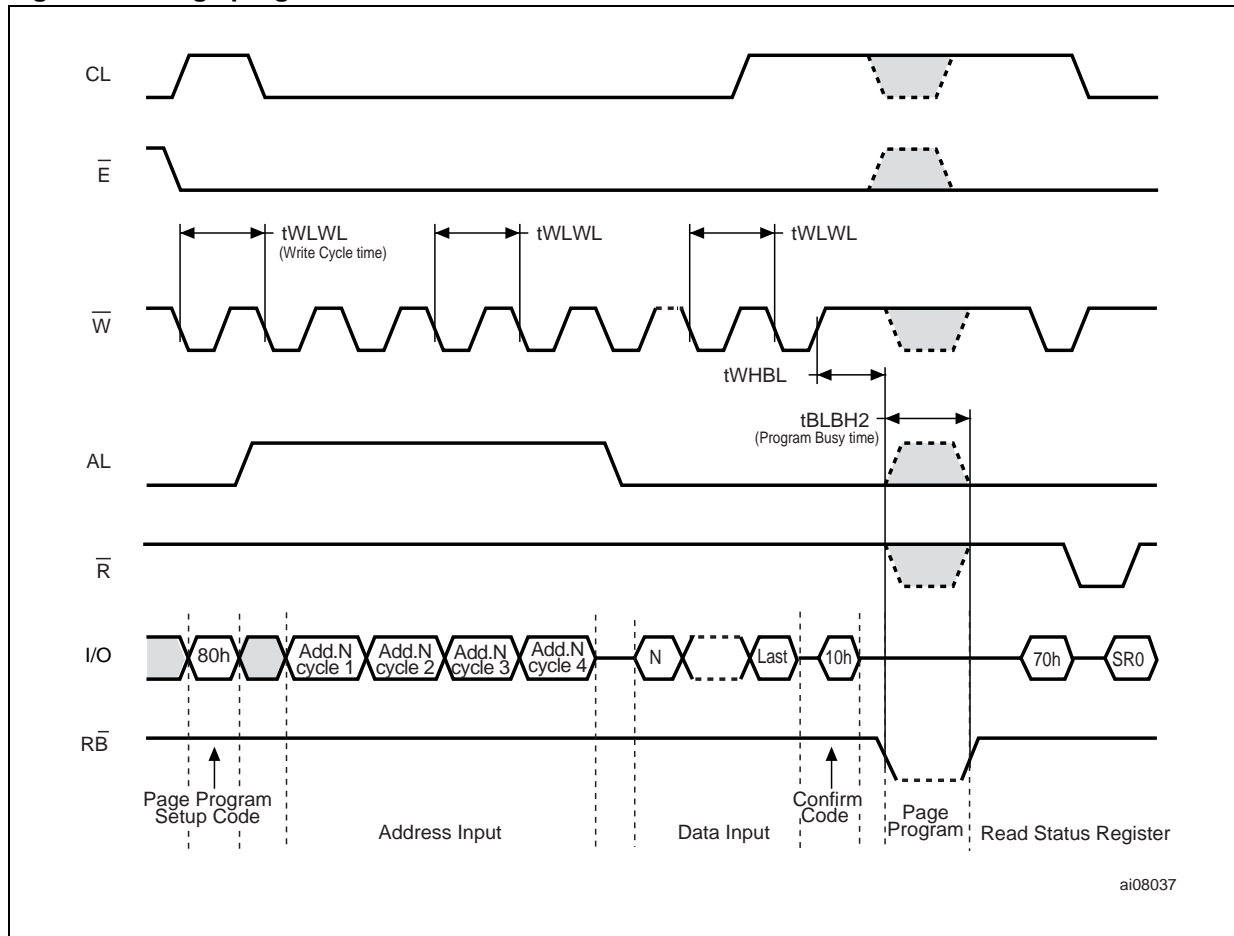 CL
E̅
tWLWL
(Write Cycle time)
tWLWL
tWLWL
W̅
tWHBL
tBLBH2
(Program Busy time)
AL
R̅
I/O
80h
Add.N
cycle 1
Add.N
cycle 2
Add.N
cycle 3
Add.N
cycle 4
N
Last
10h
70h
SR0
RB̅
Page Program
Setup Code
Address Input
Data Input
Confirm
Code
Page
Program
Read Status Register
ai08037